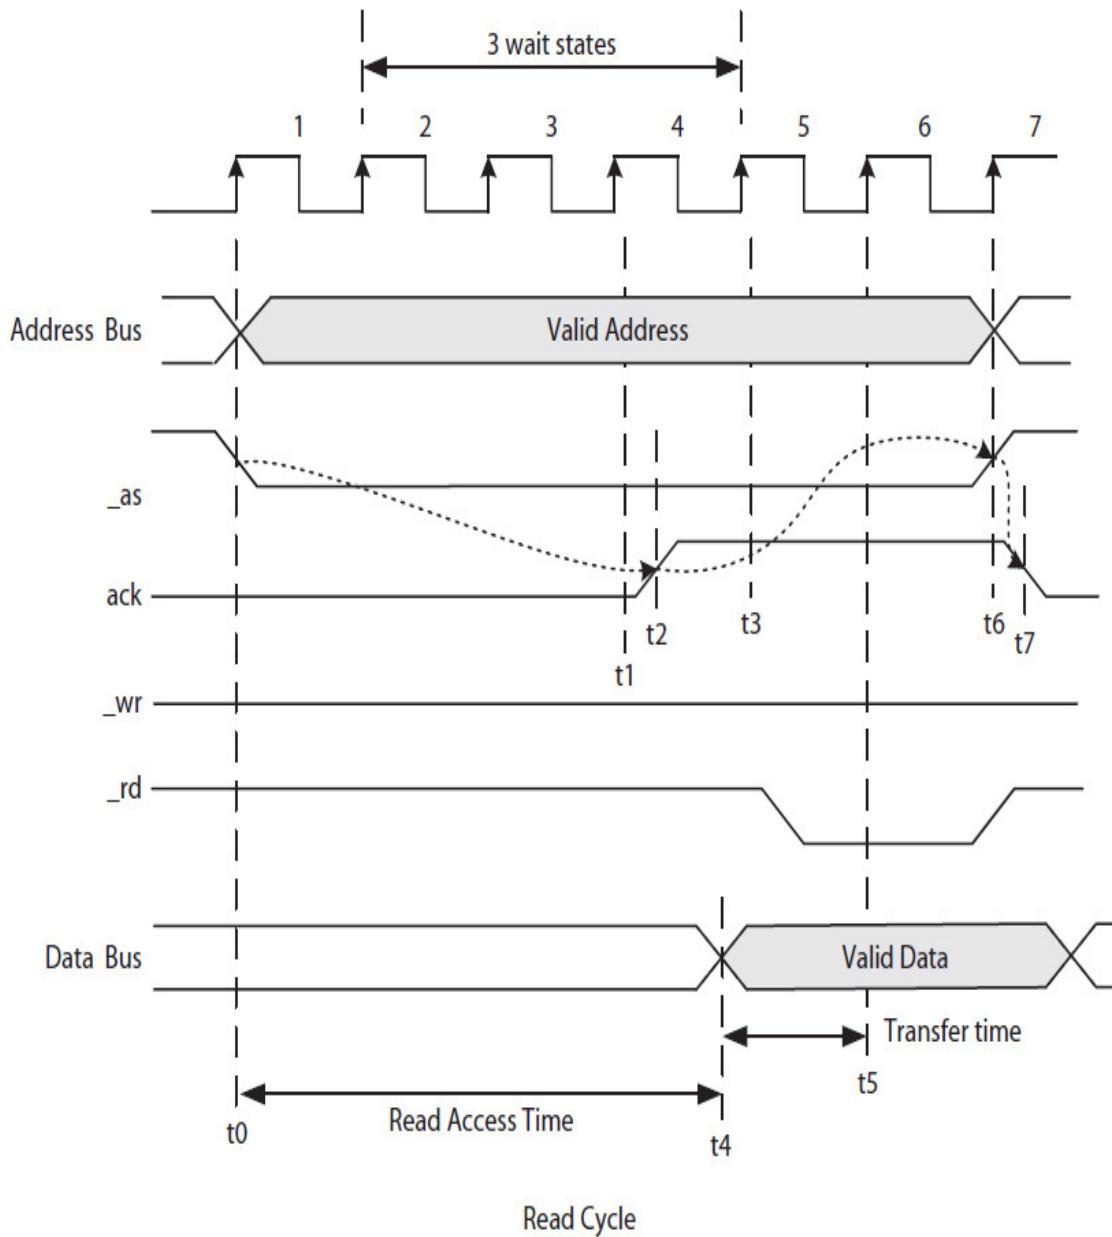 3 wait states
1 2 3 4 5 6 7
Address Bus
Valid Address
_as
ack
t2
t3
t6
t7
t1
_wr
_rd
Data Bus
Valid Data
Transfer time
t5
Read Access Time
t0
t4
Read Cycle